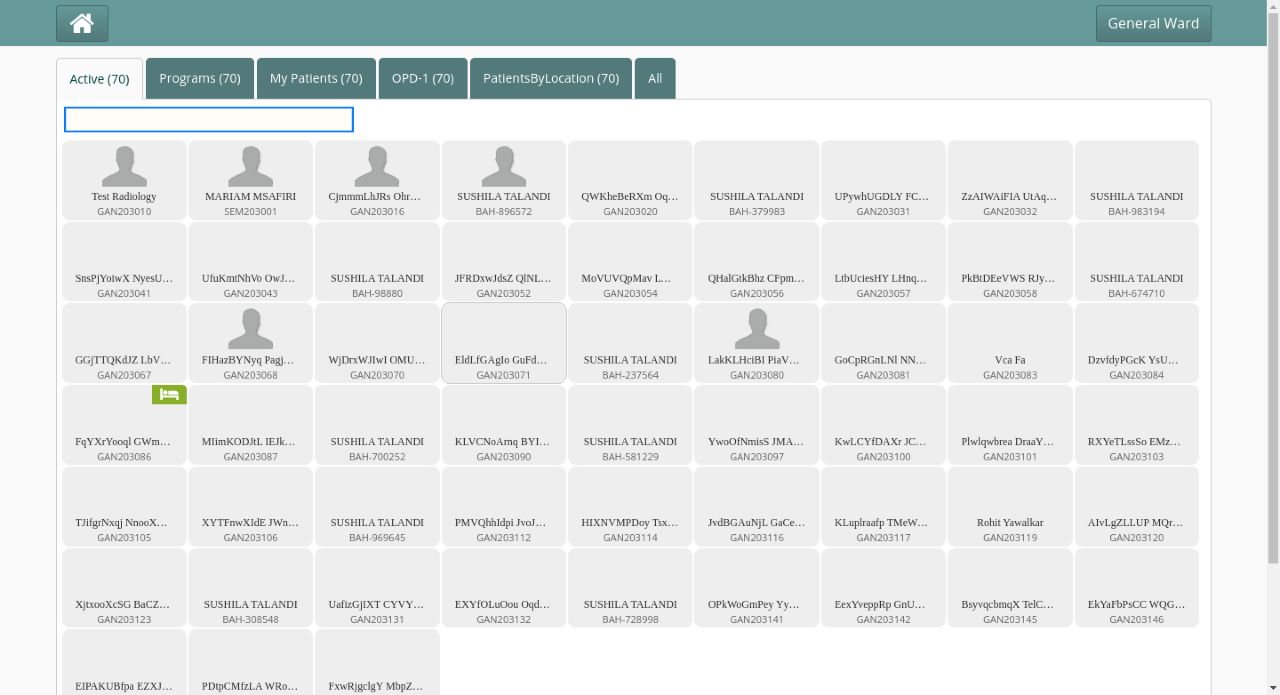 General Ward
Active (70) Programs (70) My Patients (70) OPD-1 (70) PatientsByLocation (70) All
Test Radiology MARIAM MSAFIRI CjmmmLhJRs Ohr… SUSHILA TALANDI QWKheBeRXm Oq… SUSHILA TALANDI UPywhUGDLY FC… ZzAIWAiFIA UtAq… SUSHILA TALANDI
GAN203010 SEM203001 GAN203016 BAH-896572 GAN203020 BAH-379983 GAN203031 GAN203032 BAH-983194
SnsPjYoiwX NyesU… UfuKmtNhVo OwJ… SUSHILA TALANDI JFRDxwJdsZ QlNL… MoVUVQpMav L… QHalGtkBhz CFpm… LtbUciesHY LHnq… PkBtDEeVWS RJy… SUSHILA TALANDI
GAN203041 GAN203043 BAH-98880 GAN203052 GAN203054 GAN203056 GAN203057 GAN203058 BAH-674710
GGjTTQKdJZ LbV… FIHazBYNyq Pagj… WjDrxWJIwI OMU… EldLfGAgIo GuFd… SUSHILA TALANDI LakKLHciBI PiaV… GoCpRGnLNl NN… Vca Fa DzvfdyPGcK YsU…
GAN203067 GAN203068 GAN203070 GAN203071 BAH-237564 GAN203080 GAN203081 GAN203083 GAN203084
FqYXrYooql GWm… MIimKODJtL IEJk… SUSHILA TALANDI KLVCNoArnq BYI… SUSHILA TALANDI YwoOfNmisS JMA… KwLCYfDAXr JC… Plwlqwbrea DraaY… RXYeTLssSo EMz…
GAN203086 GAN203087 BAH-700252 GAN203090 BAH-581229 GAN203097 GAN203100 GAN203101 GAN203103
TJifgrNxqj NnooX… XYTFnwXIdE JWn… SUSHILA TALANDI PMVQhhIdpi JvoJ… HIXNVMPDoy Tsx… JvdBGAuNjL GaCe… KLuplraafp TMeW… Rohit Yawalkar AIvLgZLLUP MQr…
GAN203105 GAN203106 BAH-969645 GAN203112 GAN203114 GAN203116 GAN203117 GAN203119 GAN203120
XjtxooXcSG BaCZ… SUSHILA TALANDI UafizGjIXT CYVY… EXYfOLuOou Oqd… SUSHILA TALANDI OPkWoGmPey Yy… EexYveppRp GnU… BsyvqcbmqX TelC… EkYaFbPsCC WQG…
GAN203123 BAH-308548 GAN203131 GAN203132 BAH-728998 GAN203141 GAN203142 GAN203145 GAN203146
EIPAKUBfpa EZXJ… PDtpCMfzLA WRo… FxwRjgclgY MbpZ…